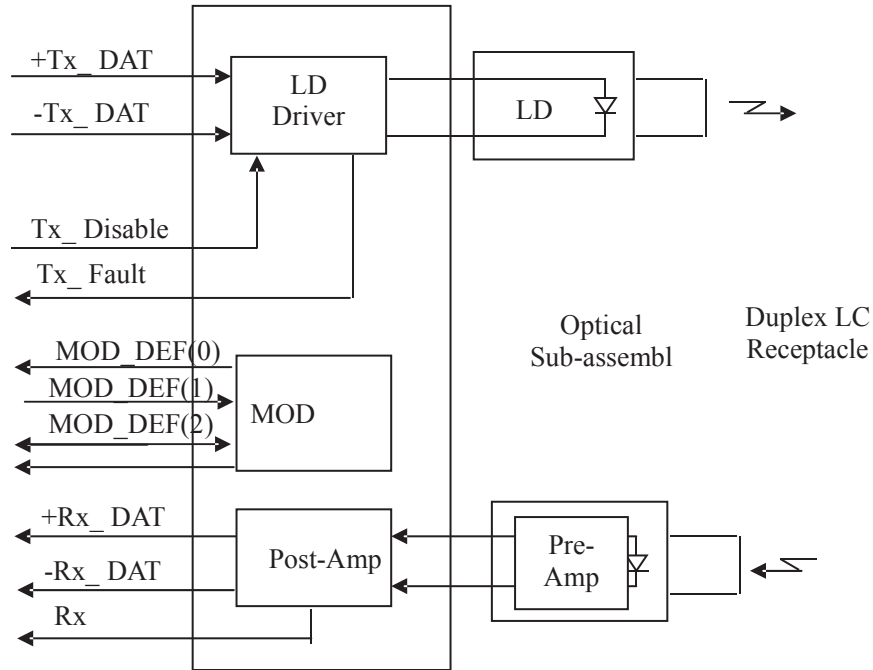 +Tx_ DAT
-Tx_ DAT
LD
Driver
LD
Tx_ Disable
Tx_ Fault
Optical
Sub-assembl
Duplex LC
Receptacle
MOD_DEF(0)
MOD_DEF(1)
MOD_DEF(2)
MOD
+Rx_ DAT
-Rx_ DAT
Rx
Post-Amp
Pre-
Amp